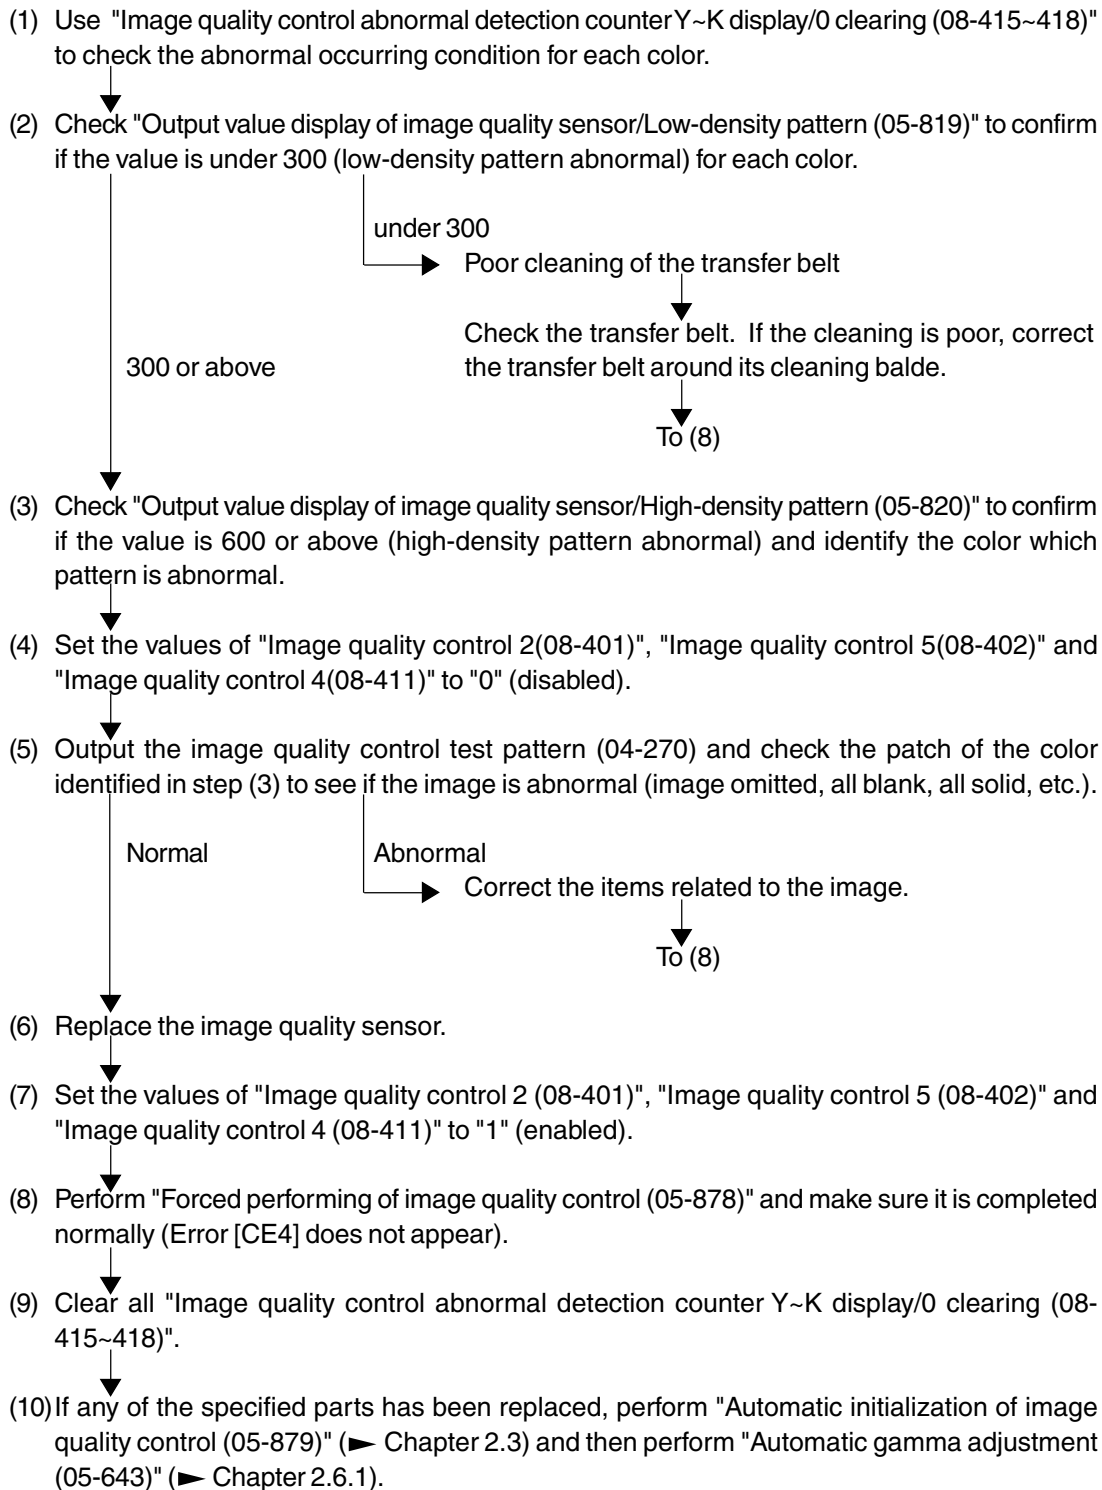 (1) Use "Image quality control abnormal detection counter Y~K display/0 clearing (08-415~418)"
to check the abnormal occurring condition for each color.
(2) Check "Output value display of image quality sensor/Low-density pattern (05-819)" to confirm
if the value is under 300 (low-density pattern abnormal) for each color.
under 300
Poor cleaning of the transfer belt
Check the transfer belt. If the cleaning is poor, correct
300 or above
the transfer belt around its cleaning balde.
To (8)
(3) Check "Output value display of image quality sensor/High-density pattern (05-820)" to confirm
if the value is 600 or above (high-density pattern abnormal) and identify the color which
pattern is abnormal.
(4) Set the values of "Image quality control 2(08-401)", "Image quality control 5(08-402)" and
"Image quality control 4(08-411)" to "0" (disabled).
(5) Output the image quality control test pattern (04-270) and check the patch of the color
identified in step (3) to see if the image is abnormal (image omitted, all blank, all solid, etc.).
Normal
Abnormal
Correct the items related to the image.
To (8)
(6) Replace the image quality sensor.
(7) Set the values of "Image quality control 2 (08-401)", "Image quality control 5 (08-402)" and
"Image quality control 4 (08-411)" to "1" (enabled).
(8) Perform "Forced performing of image quality control (05-878)" and make sure it is completed
normally (Error [CE4] does not appear).
(9) Clear all "Image quality control abnormal detection counter Y~K display/0 clearing (08-
415~418)".
(10) If any of the specified parts has been replaced, perform "Automatic initialization of image
quality control (05-879)" (► Chapter 2.3) and then perform "Automatic gamma adjustment
(05-643)" (► Chapter 2.6.1).